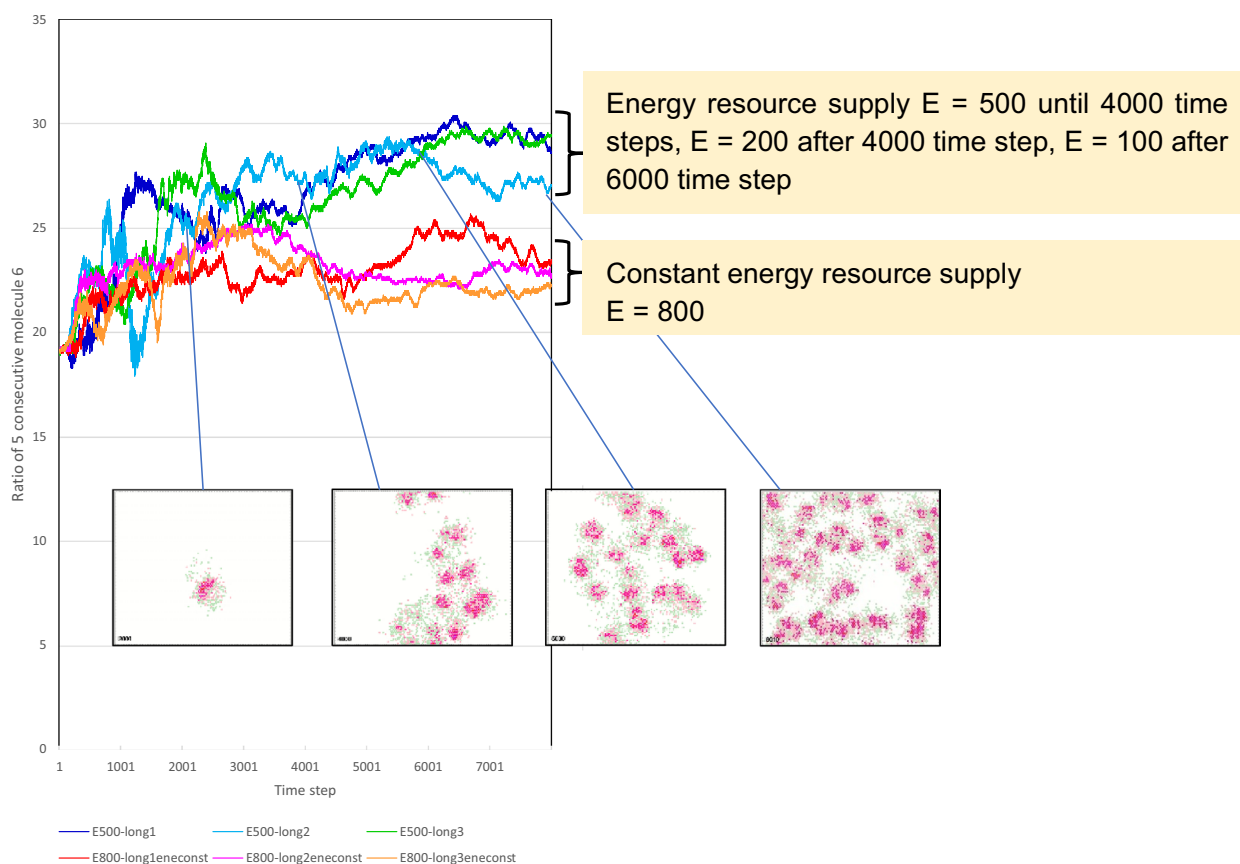 35
30
25
20
15
10
5
0
Ratio of 5 consecutive molecule 6
1 1001 2001 3001 4001 5001 6001 7001
Time step
Energy resource supply E = 500 until 4000 time
steps, E = 200 after 4000 time step, E = 100 after
6000 time step
Constant energy resource supply
E = 800
E500-long1 E500-long2 E500-long3
E800-long1eneconst E800-long2eneconst E800-long3eneconst